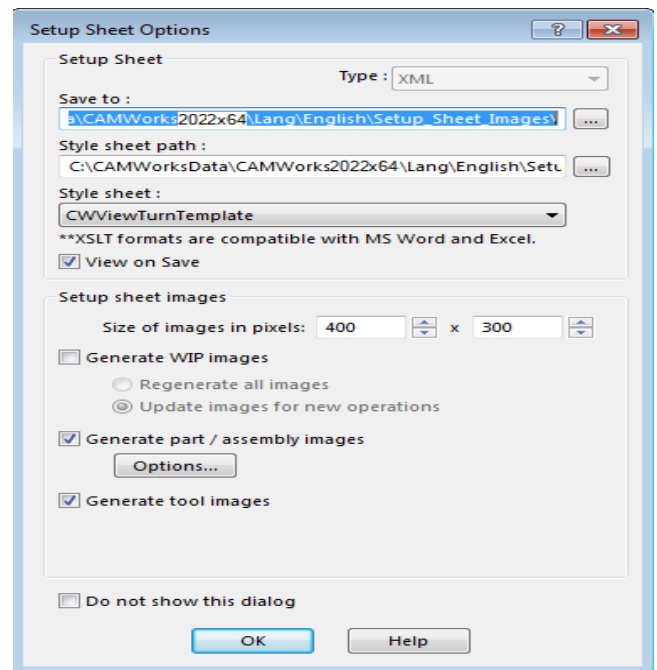 Setup Sheet Options
Setup Sheet
Type : XML
Save to :
a\CAMWorks2022x64\Lang\English\Setup_Sheet_Images\ ...
Style sheet path :
C:\CAMWorksData\CAMWorks2022x64\Lang\English\Setu ...
Style sheet :
CWViewTurnTemplate
**XSLT formats are compatible with MS Word and Excel.
View on Save
Setup sheet images
Size of images in pixels: 400 x 300
Generate WIP images
Regenerate all images
Update images for new operations
Generate part / assembly images
Options...
Generate tool images
Do not show this dialog
OK Help